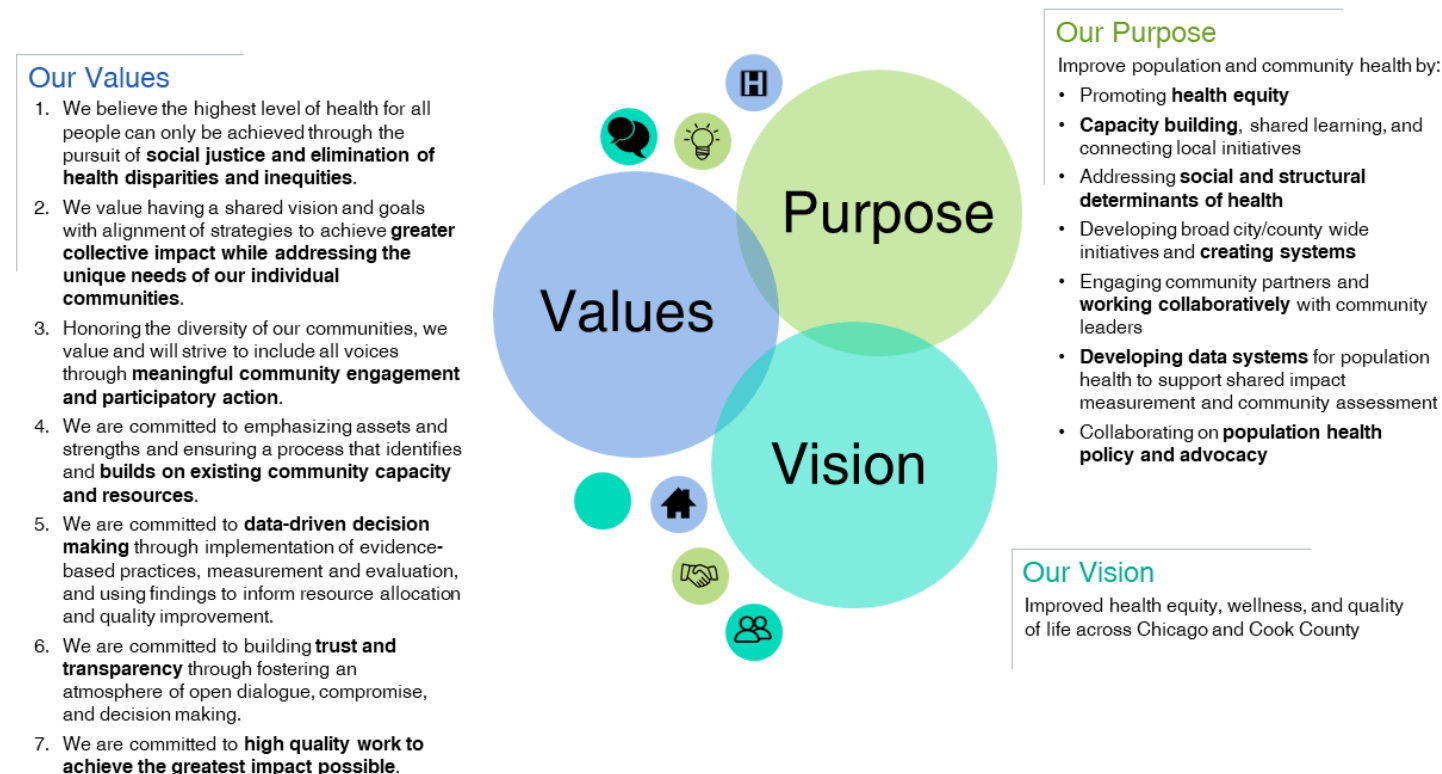 Our Values
1. We believe the highest level of health for all
people can only be achieved through the
pursuit of social justice and elimination of
health disparities and inequities.
2. We value having a shared vision and goals
with alignment of strategies to achieve greater
collective impact while addressing the
unique needs of our individual
communities.
3. Honoring the diversity of our communities, we
value and will strive to include all voices
through meaningful community engagement
and participatory action.
4. We are committed to emphasizing assets and
strengths and ensuring a process that identifies
and builds on existing community capacity
and resources.
5. We are committed to data-driven decision
making through implementation of evidence-
based practices, measurement and evaluation,
and using findings to inform resource allocation
and quality improvement.
6. We are committed to building trust and
transparency through fostering an
atmosphere of open dialogue, compromise,
and decision making.
7. We are committed to high quality work to
achieve the greatest impact possible.
H
Purpose
Values
Vision
Our Purpose
Improve population and community health by:
• Promoting health equity
• Capacity building, shared learning, and
connecting local initiatives
• Addressing social and structural
determinants of health
• Developing broad city/county wide
initiatives and creating systems
• Engaging community partners and
working collaboratively with community
leaders
• Developing data systems for population
health to support shared impact
measurement and community assessment
• Collaborating on population health
policy and advocacy
Our Vision
Improved health equity, wellness, and quality
of life across Chicago and Cook County